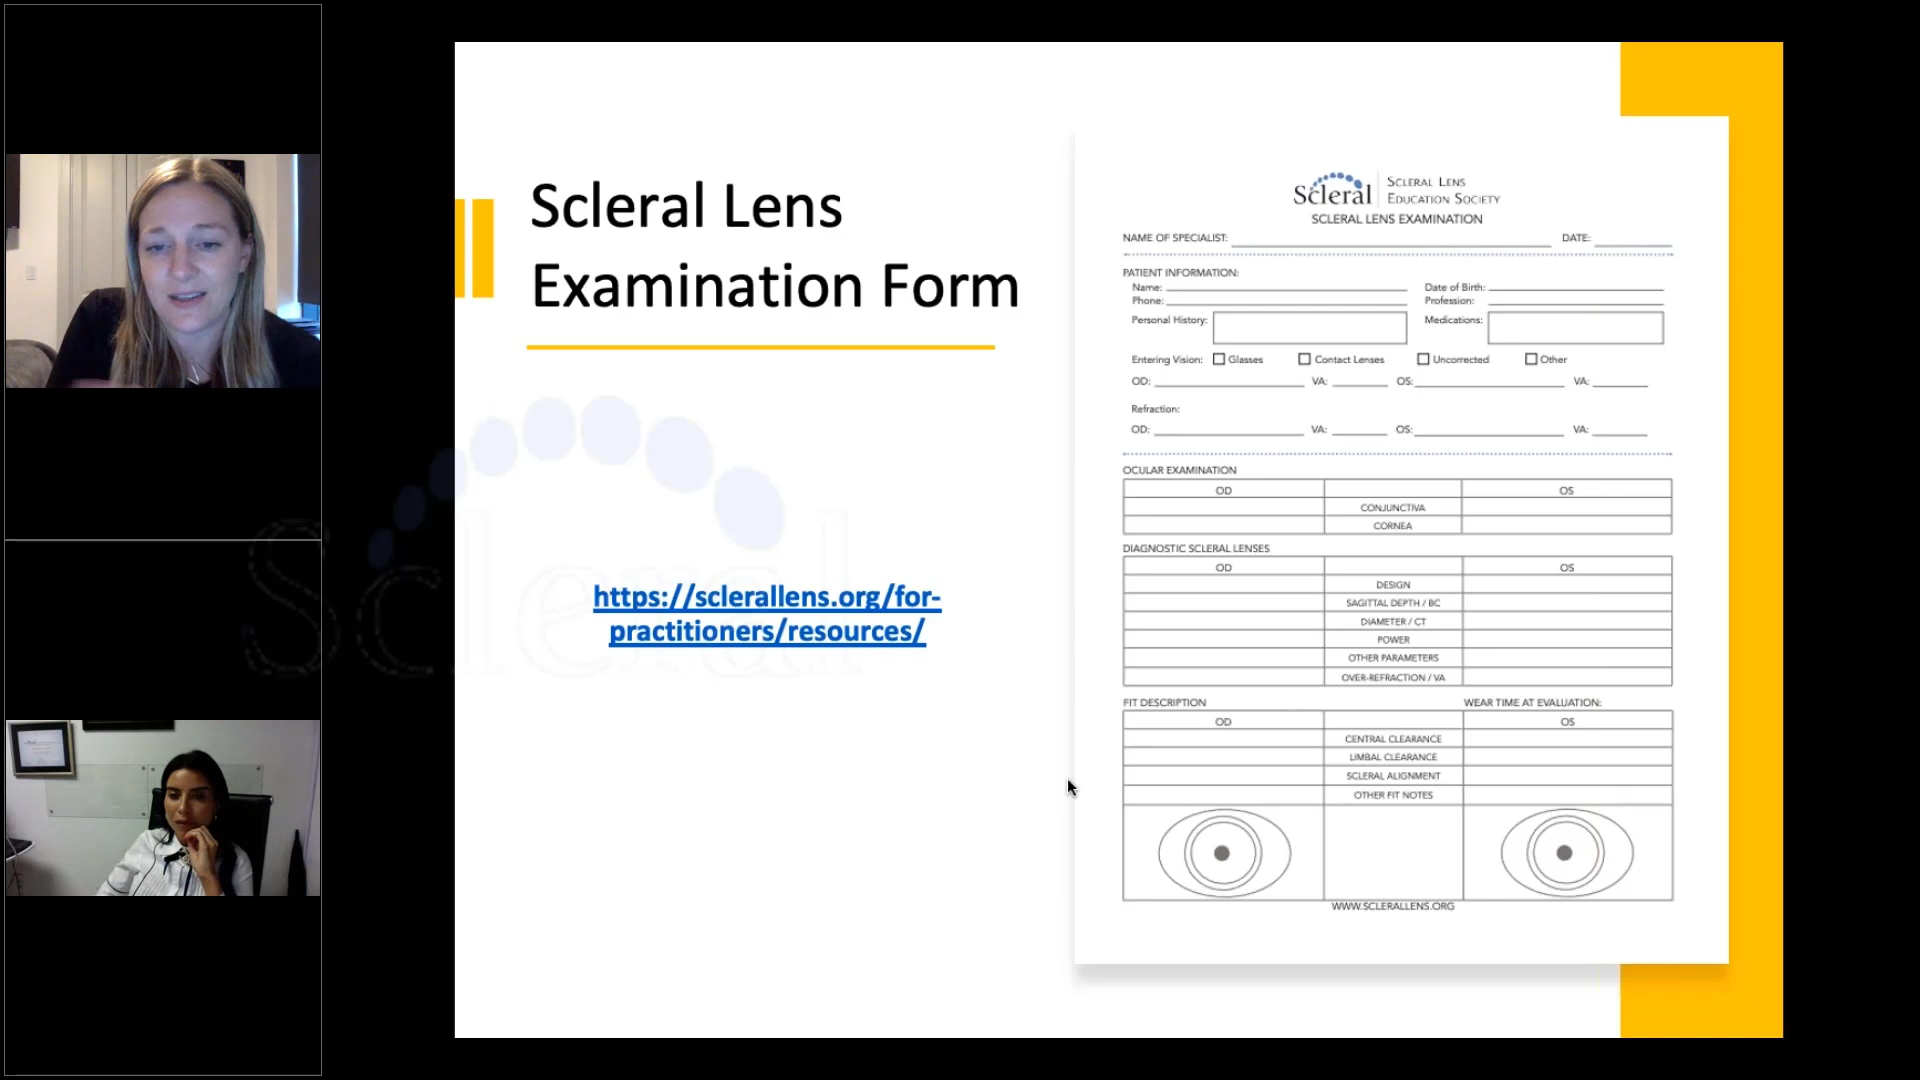 Scleral Lens
Examination Form
https://sclerallens.org/for-
practitioners/resources/
Scleral
Scleral
SCLERAL LENS
EDUCATION SOCIETY
SCLERAL LENS EXAMINATION
NAME OF SPECIALIST: DATE:
PATIENT INFORMATION:
Name: Date of Birth:
Phone: Profession:
Personal History: Medications:
Entering Vision: Glasses Contact Lenses Uncorrected Other
OD: VA: OS: VA:
Refraction:
OD: VA: OS: VA:
OCULAR EXAMINATION
OD OS
CONJUNCTIVA
CORNEA
DIAGNOSTIC SCLERAL LENSES
OD OS
DESIGN
SAGITTAL DEPTH / BC
DIAMETER / CT
POWER
OTHER PARAMETERS
OVER-REFRACTION / VA
FIT DESCRIPTION WEAR TIME AT EVALUATION:
OD OS
CENTRAL CLEARANCE
LIMBAL CLEARANCE
SCLERAL ALIGNMENT
OTHER FIT NOTES
WWW.SCLERALLENS.ORG